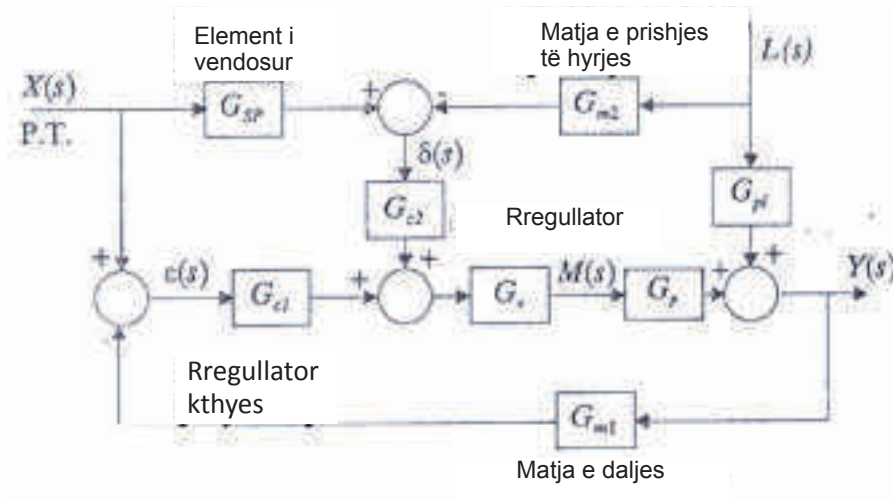 Element i
vendosur
Matja e prishjes
të hyrjes
L(s)
X(s)
P.T.
G_SP
+
-
G_m2
δ(s)
G_c2
Rregullator
G_pl
+
ε(s)
G_c1
+
+
G_v
M(s)
G_p
+
+
Y(s)
Rregullator
kthyes
G_m1
Matja e daljes